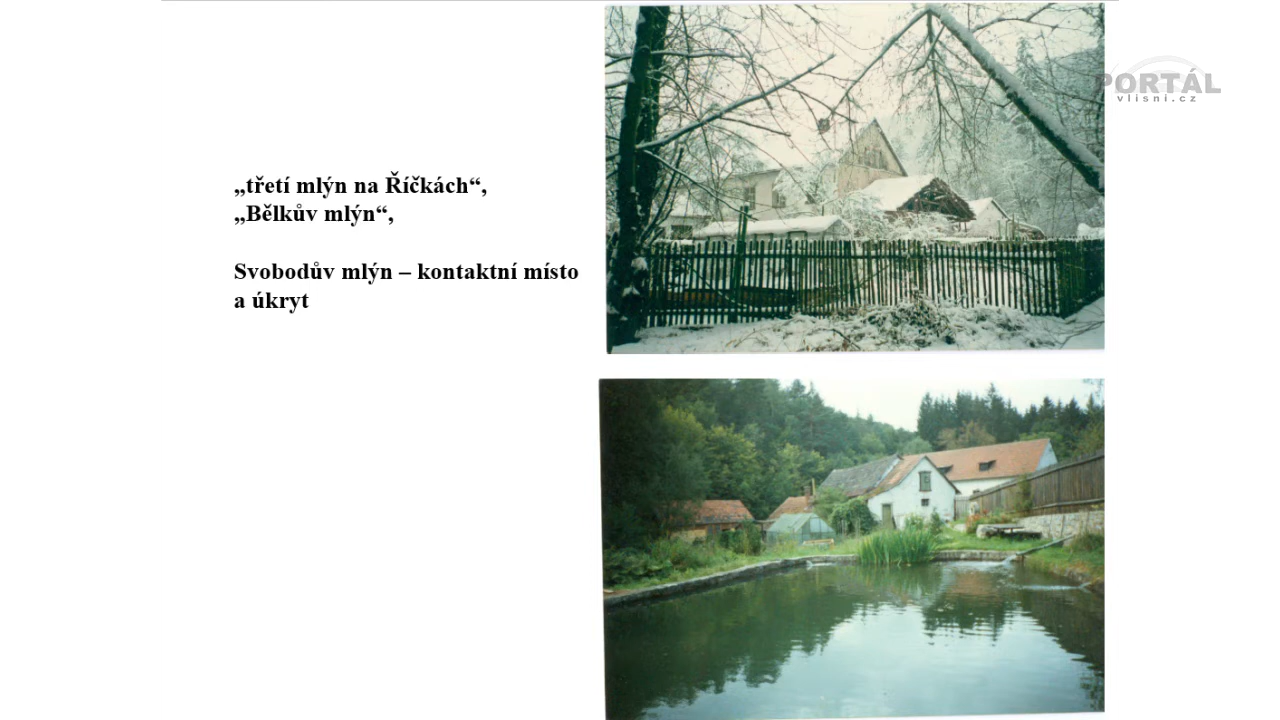 „třetí mlýn na Říčkách“,
„Bělkův mlýn“,
Svobodův mlýn – kontaktní místo
a úkryt
PORTÁL
vlisni.cz